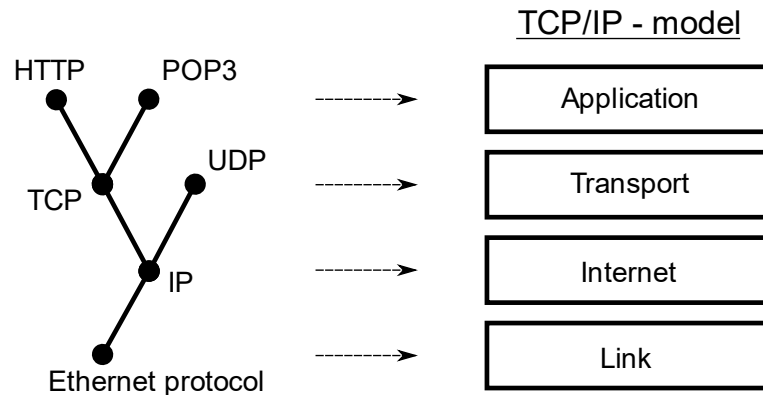 TCP/IP - model
HTTP
POP3
Application
UDP
TCP
Transport
IP
Internet
Ethernet protocol
Link